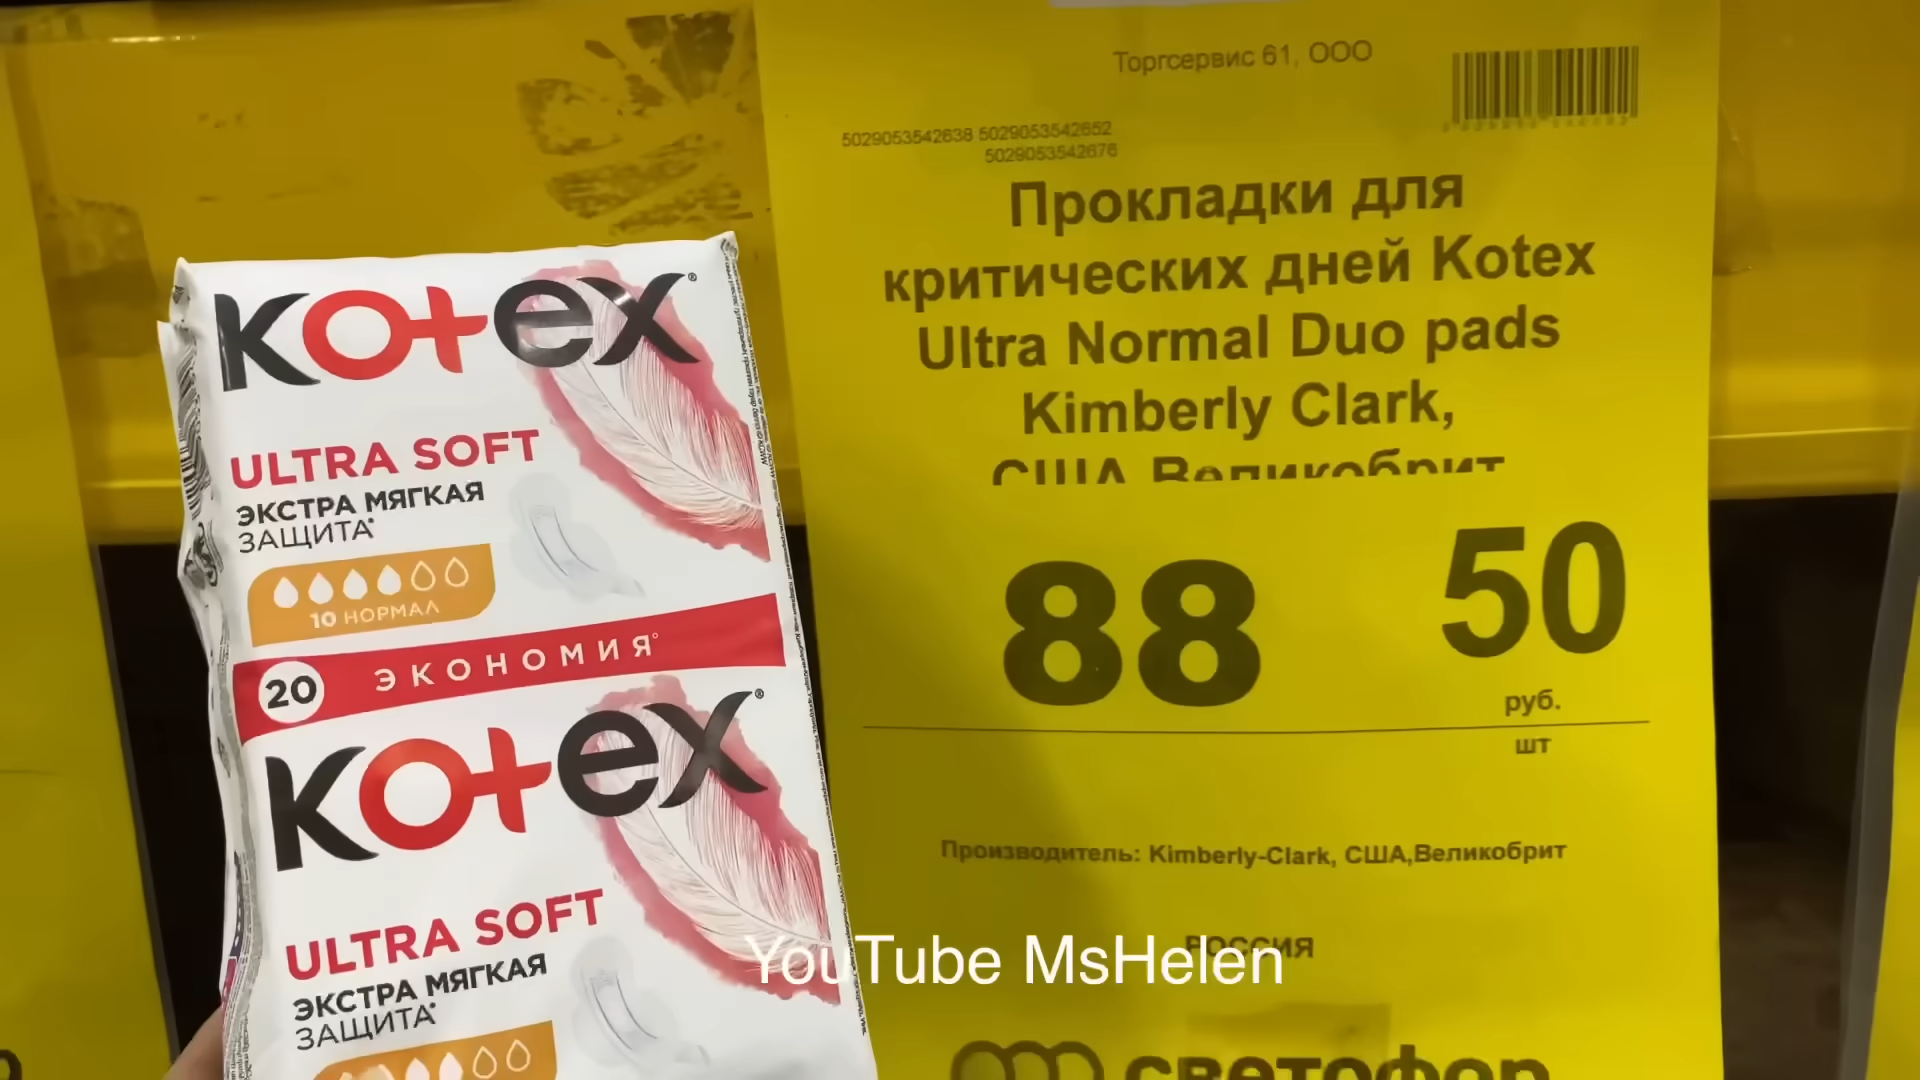 Kotex
ULTRA SOFT
ЭКСТРА МЯГКАЯ
ЗАЩИТА*
10 НОРМАЛ
20 ЭКОНОМИЯ°
Kotex
ULTRA SOFT
ЭКСТРА МЯГКАЯ
ЗАЩИТА*
Торгсервис 61, ООО
5029053542638 5029053542652
5029053542676
Прокладки для
критических дней Kotex
Ultra Normal Duo pads
Kimberly Clark,
США,Великобрит
88 50
руб.
шт
Производитель: Kimberly-Clark, США,Великобрит
РОССИЯ
YouTube MsHelen
светофор